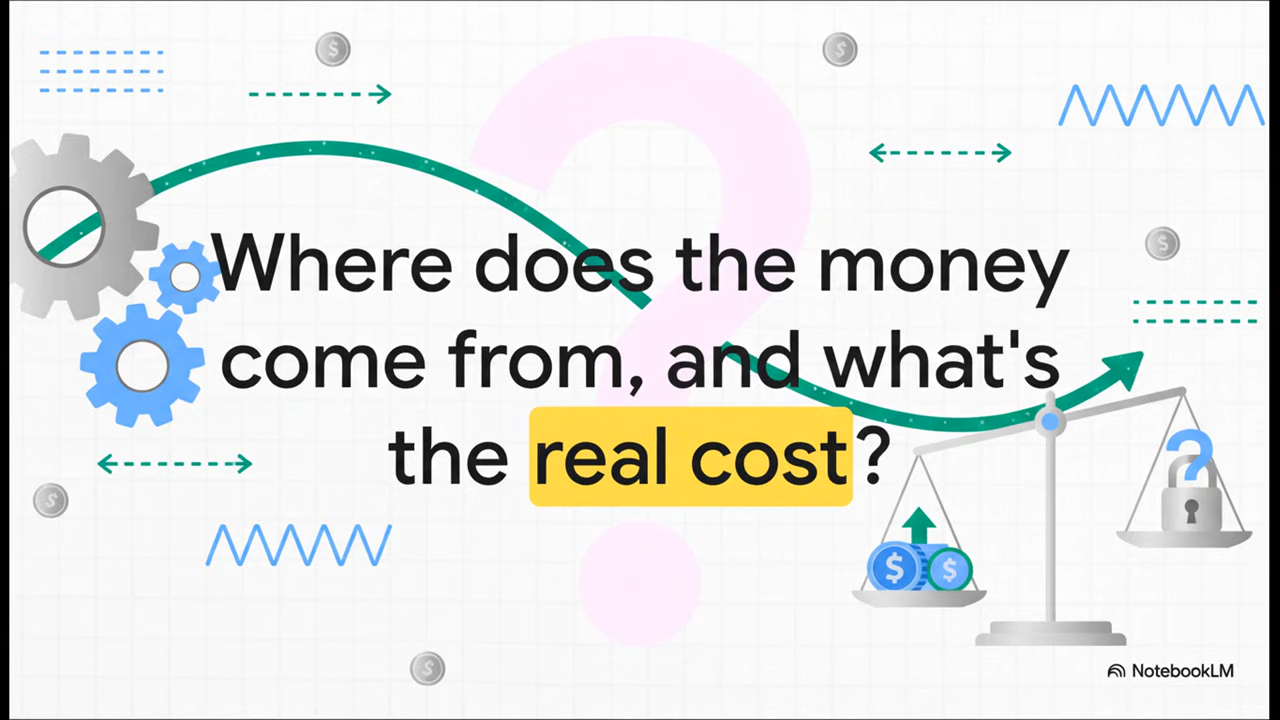 Where does the money
come from, and what's
the real cost?
$
$
$
$
$
$
$
NotebookLM